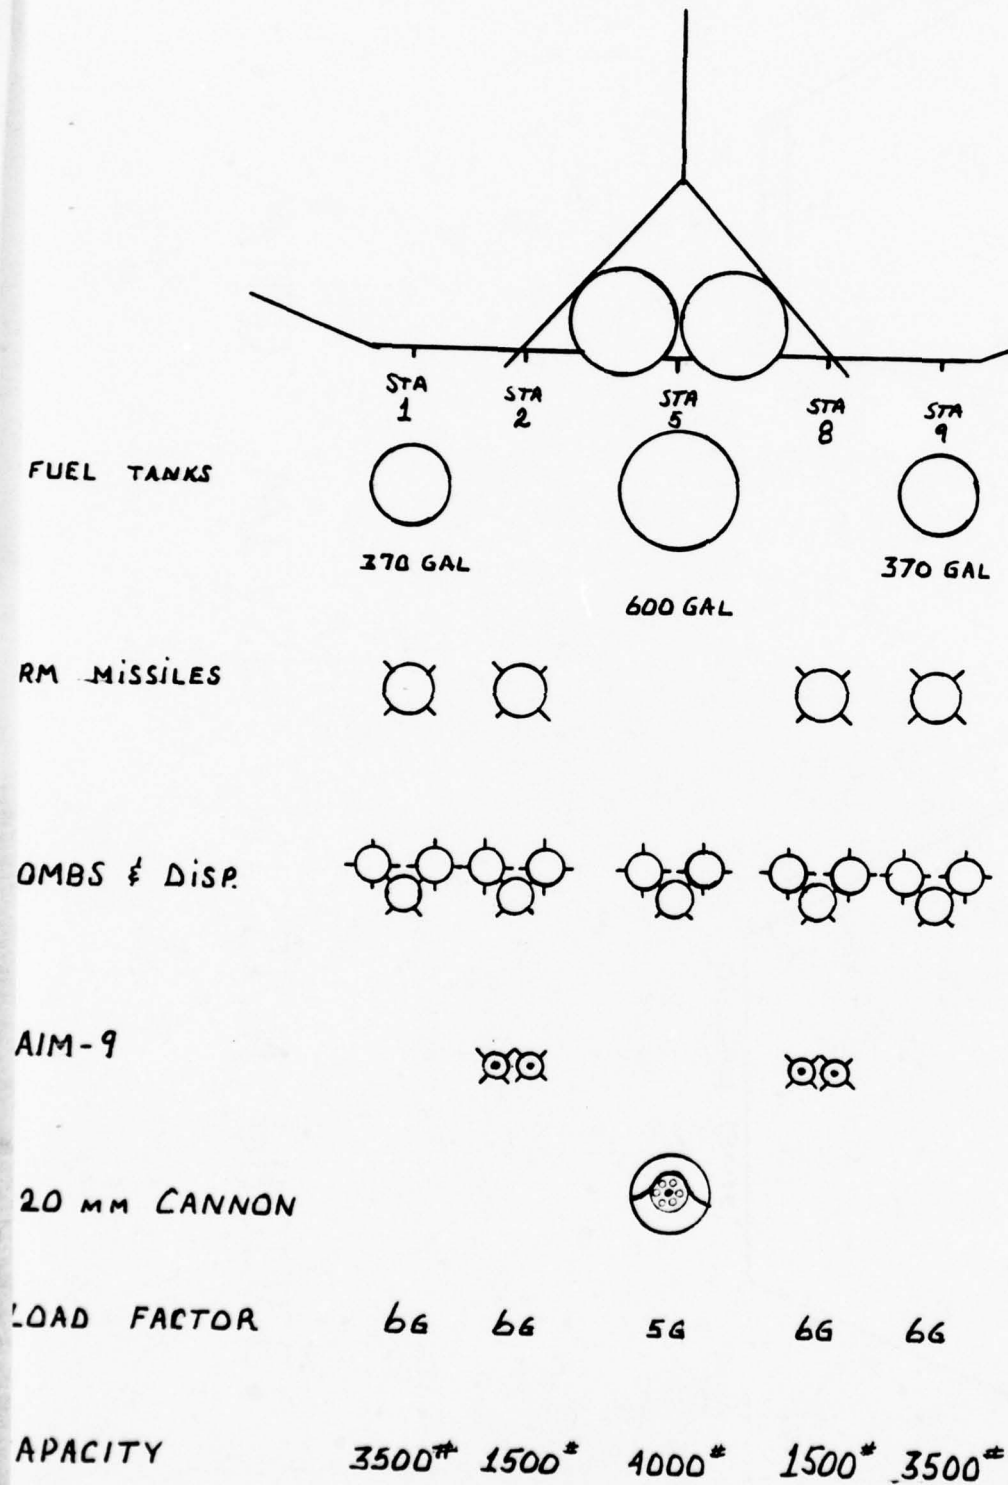 STA 1 STA 2 STA 5 STA 8 STA 9
FUEL TANKS
370 GAL 600 GAL 370 GAL
RM MISSILES
OMBS & DISP.
AIM-9
20 MM CANNON
LOAD FACTOR 6G 6G 5G 6G 6G
APACITY 3500# 1500# 4000# 1500# 3500#